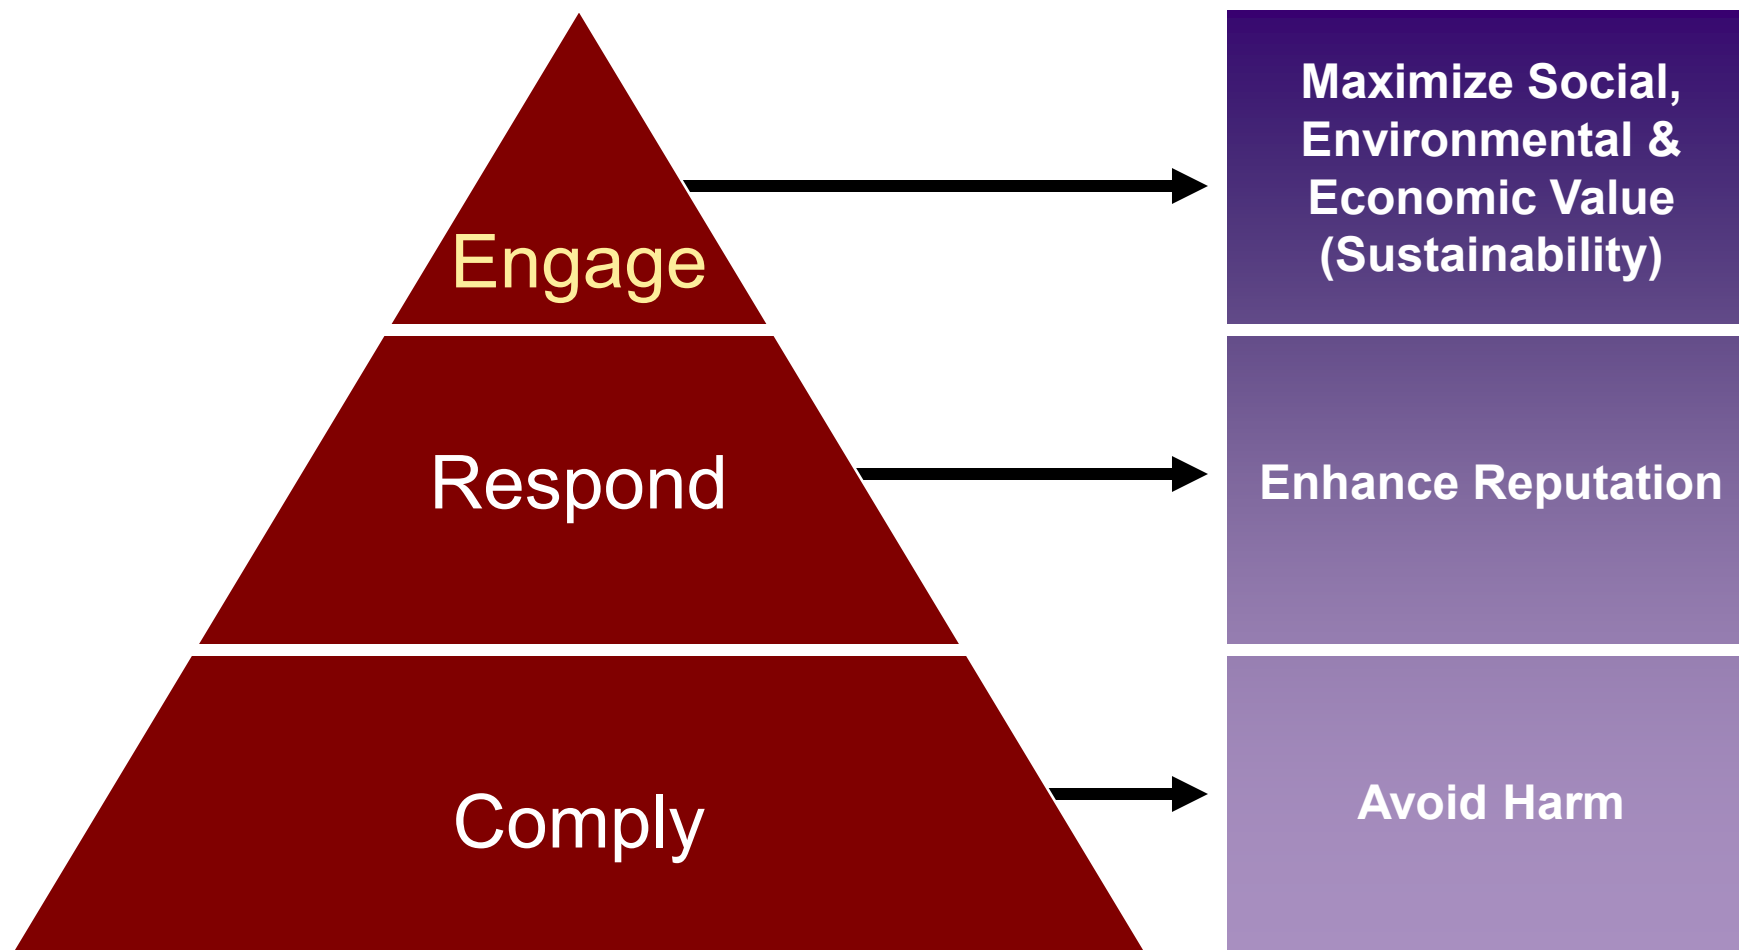 Engage
Maximize Social,
Environmental &
Economic Value
(Sustainability)
Respond
Enhance Reputation
Comply
Avoid Harm